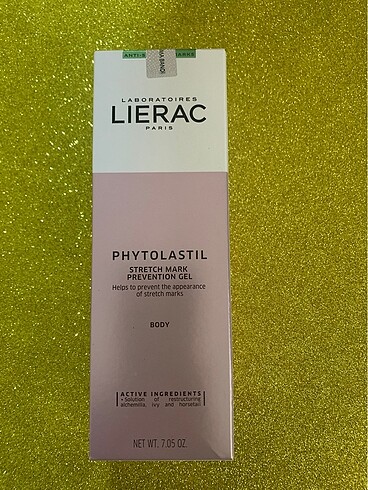 LABORATOIRES
LIERAC
PARIS
PHYTOLASTIL
STRETCH MARK
PREVENTION GEL
Helps to prevent the appearance
of stretch marks
BODY
ACTIVE INGREDIENTS
• Solution of restructuring
alchemilla, ivy and horsetail
NET WT. 7.05 OZ.